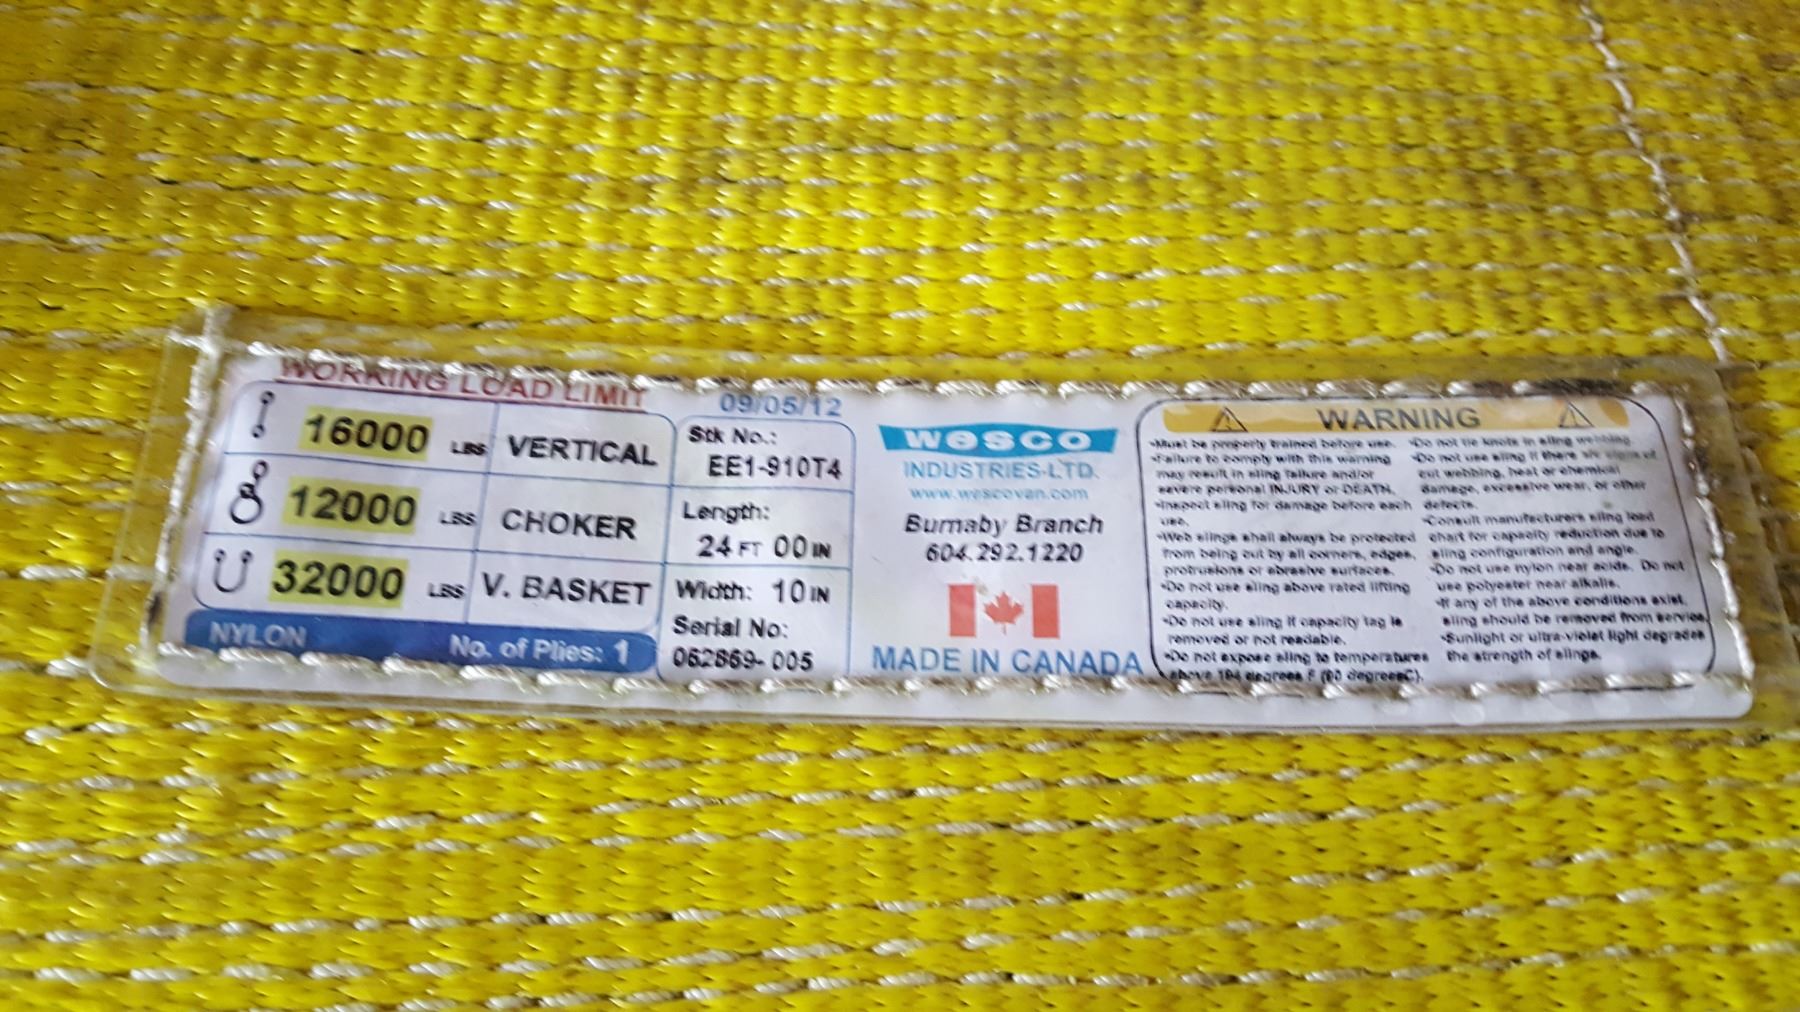 WORKING LOAD LIMIT
16000 LBS VERTICAL
12000 LBS CHOKER
32000 LBS V. BASKET
NYLON No. of Plies: 1
09/05/12
Stk No.:
EE1-910T4
Length:
24 FT 00 IN
Width: 10 IN
Serial No:
062869- 005
wesco
INDUSTRIES-LTD.
www.wescovan.com
Burnaby Branch
604.292.1220
MADE IN CANADA
WARNING
•Must be properly trained before use.
•Failure to comply with this warning
may result in sling failure and/or
severe personal INJURY or DEATH.
•Inspect sling for damage before each
use.
•Web slings shall always be protected
from being cut by all corners, edges,
protrusions or abrasive surfaces.
•Do not use sling above rated lifting
capacity.
•Do not use sling if capacity tag is
removed or not readable.
•Do not expose sling to temperatures
above 194 degrees F (90 degreesC).
•Do not tie knots in sling webbing.
•Do not use sling if there are signs of
cut webbing, heat or chemical
damage, excessive wear, or other
defects.
•Consult manufacturers sling load
chart for capacity reduction due to
sling configuration and angle.
•Do not use nylon near acids. Do not
use polyester near alkalis.
•If any of the above conditions exist,
sling should be removed from service.
•Sunlight or ultra-violet light degrades
the strength of slings.